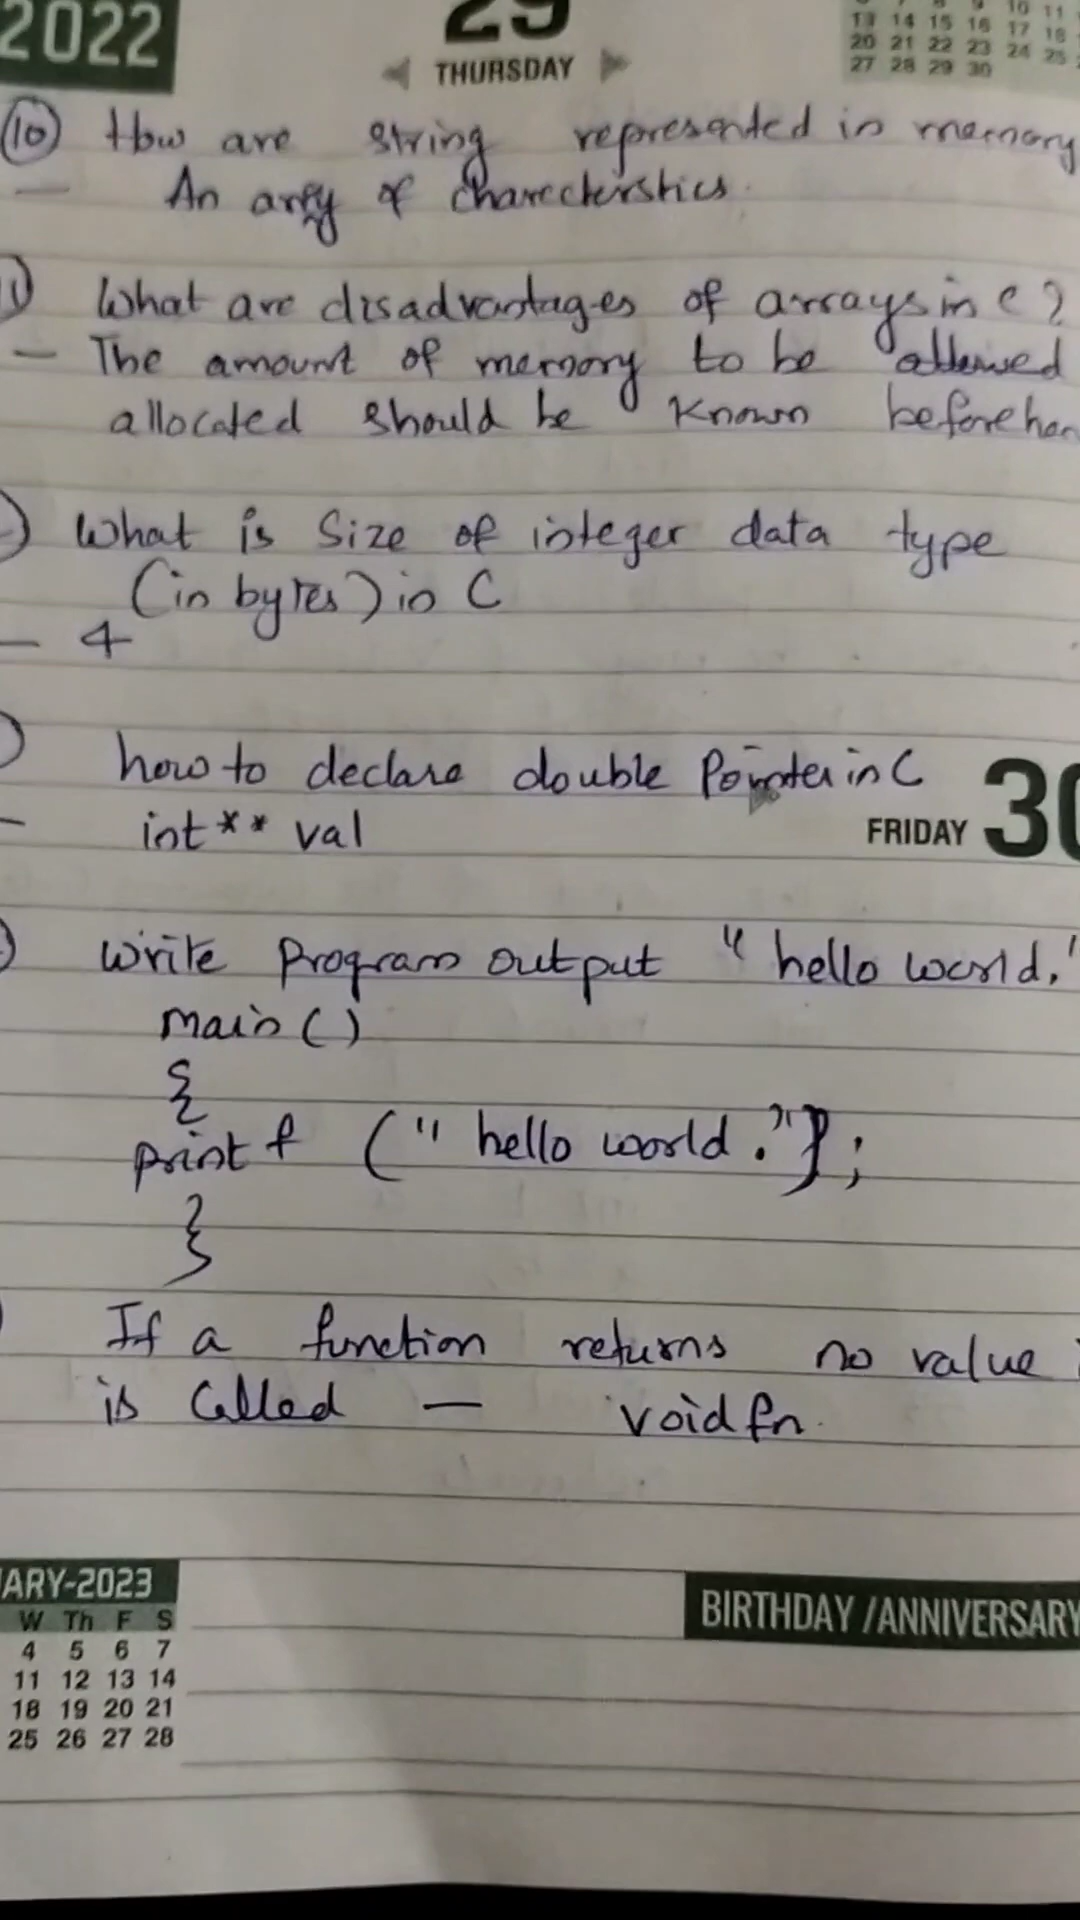 2022
29
THURSDAY
13 14 15 16 17 18
20 21 22 23 24 25
27 28 29 30
10 How are string represented in memory
— An arry of charecterstics.
What are disadvantages of arrays in c?
— The amount of memory to be
allocated should be known beforehan
What is Size of integer data type
(in bytes) in C
— 4
how to declare double Pointer in C
— int ** val
FRIDAY 30
write Program output " hello world."
main ( )
{
print f (" hello world .");
}
If a function returns no value
is Called — void fn.
ARY-2023
W Th F S
4 5 6 7
11 12 13 14
18 19 20 21
25 26 27 28
BIRTHDAY /ANNIVERSARY